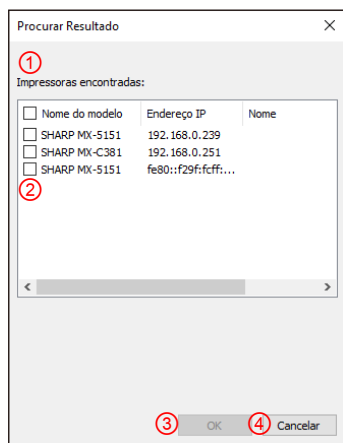 Procurar Resultado
1
Impressoras encontradas:
Nome do modelo Endereço IP Nome
SHARP MX-5151 192.168.0.239
SHARP MX-C381 192.168.0.251
SHARP MX-5151 fe80::f29f:fcff:...
2
3 OK 4 Cancelar